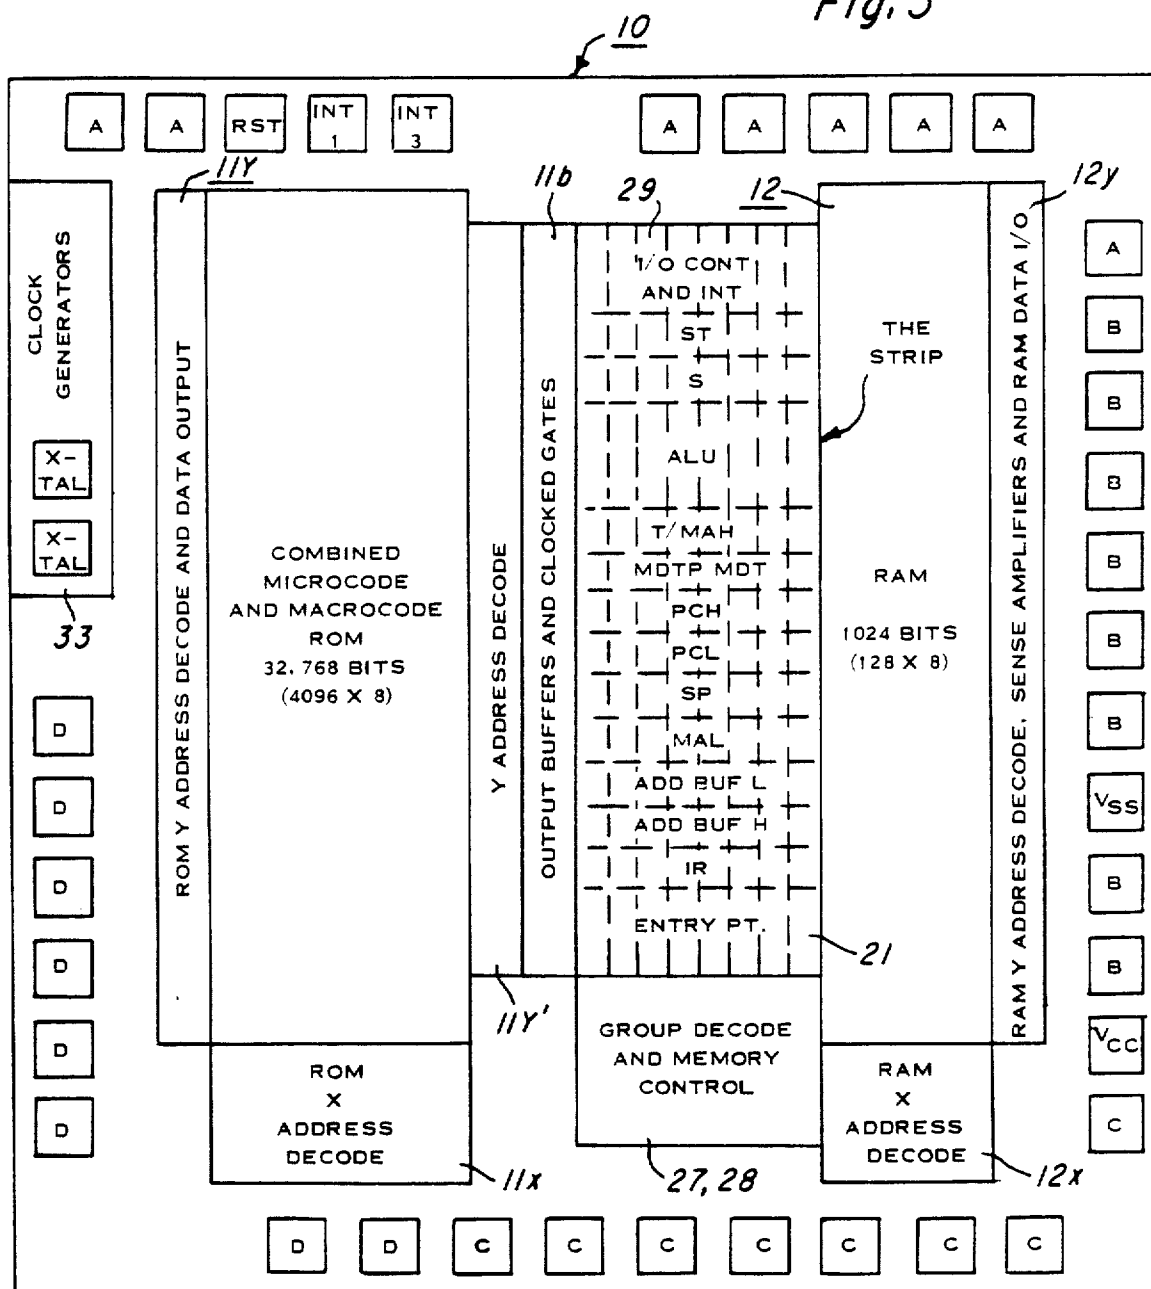 Fig. 3
10
A A RST INT 1 INT 3 A A A A A
11Y
11b
29
12
12y
CLOCK
GENERATORS
X-
TAL
X-
TAL
33
ROM Y ADDRESS DECODE AND DATA OUTPUT
COMBINED
MICROCODE
AND MACROCODE
ROM
32,768 BITS
(4096 X 8)
Y ADDRESS DECODE
OUTPUT BUFFERS AND CLOCKED GATES
I/O CONT
AND INT
ST
S
ALU
T/MAH
MDTP MDT
PCH
PCL
SP
MAL
ADD BUF L
ADD BUF H
IR
ENTRY PT.
THE
STRIP
RAM
1024 BITS
(128 X 8)
RAM Y ADDRESS DECODE, SENSE AMPLIFIERS AND RAM DATA I/O
A
B
B
B
B
B
B
VSS
B
B
VCC
C
D
D
D
D
D
D
21
11Y'
GROUP DECODE
AND MEMORY
CONTROL
ROM
X
ADDRESS
DECODE
RAM
X
ADDRESS
DECODE
11x
27, 28
12x
D D C C C C C C C